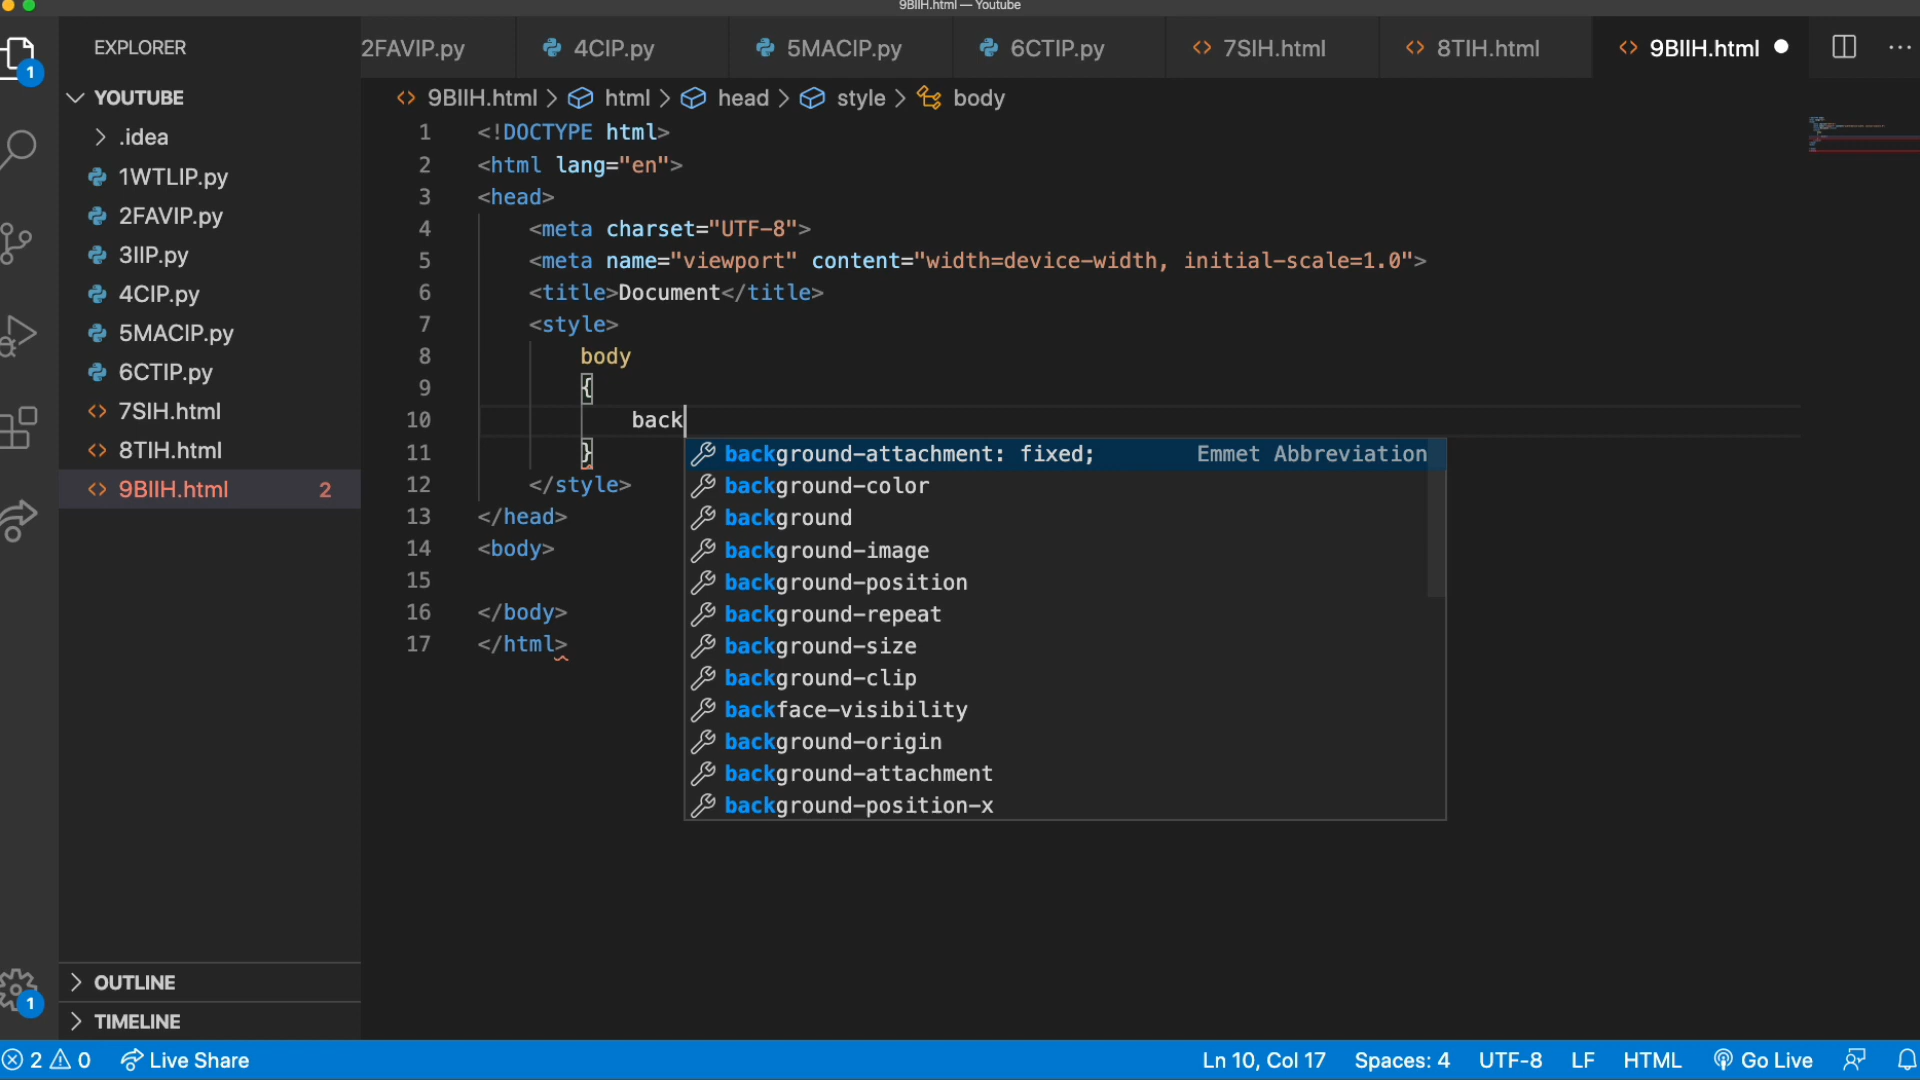 9BIIH.html — Youtube
EXPLORER
2FAVIP.py
4CIP.py
5MACIP.py
6CTIP.py
7SIH.html
8TIH.html
9BIIH.html
YOUTUBE
.idea
1WTLIP.py
2FAVIP.py
3IIP.py
4CIP.py
5MACIP.py
6CTIP.py
7SIH.html
8TIH.html
9BIIH.html 2
OUTLINE
TIMELINE
1
1
9BIIH.html > html > head > style > body
1 <!DOCTYPE html>
2 <html lang="en">
3 <head>
4 <meta charset="UTF-8">
5 <meta name="viewport" content="width=device-width, initial-scale=1.0">
6 <title>Document</title>
7 <style>
8 body
9 {
10 back
11 }
12 </style>
13 </head>
14 <body>
15
16 </body>
17 </html>
background-attachment: fixed; Emmet Abbreviation
background-color
background
background-image
background-position
background-repeat
background-size
background-clip
backface-visibility
background-origin
background-attachment
background-position-x
2 0 Live Share
Ln 10, Col 17 Spaces: 4 UTF-8 LF HTML Go Live